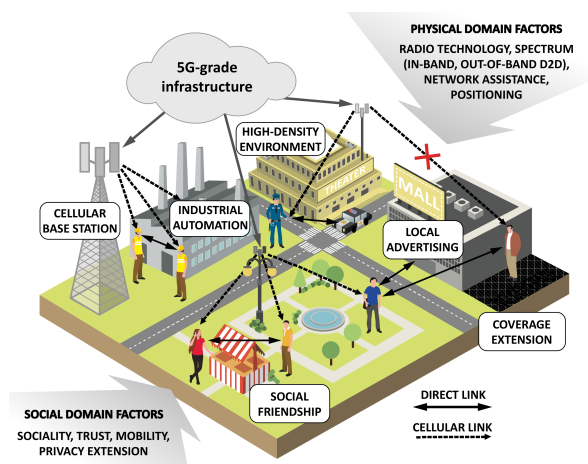 PHYSICAL DOMAIN FACTORS
RADIO TECHNOLOGY, SPECTRUM
(IN-BAND, OUT-OF-BAND D2D),
NETWORK ASSISTANCE,
POSITIONING
5G-grade
infrastructure
HIGH-DENSITY
ENVIRONMENT
THEATER
MALL
CELLULAR
BASE STATION
INDUSTRIAL
AUTOMATION
LOCAL
ADVERTISING
COVERAGE
EXTENSION
SOCIAL
FRIENDSHIP
DIRECT LINK
CELLULAR LINK
SOCIAL DOMAIN FACTORS
SOCIALITY, TRUST, MOBILITY,
PRIVACY EXTENSION